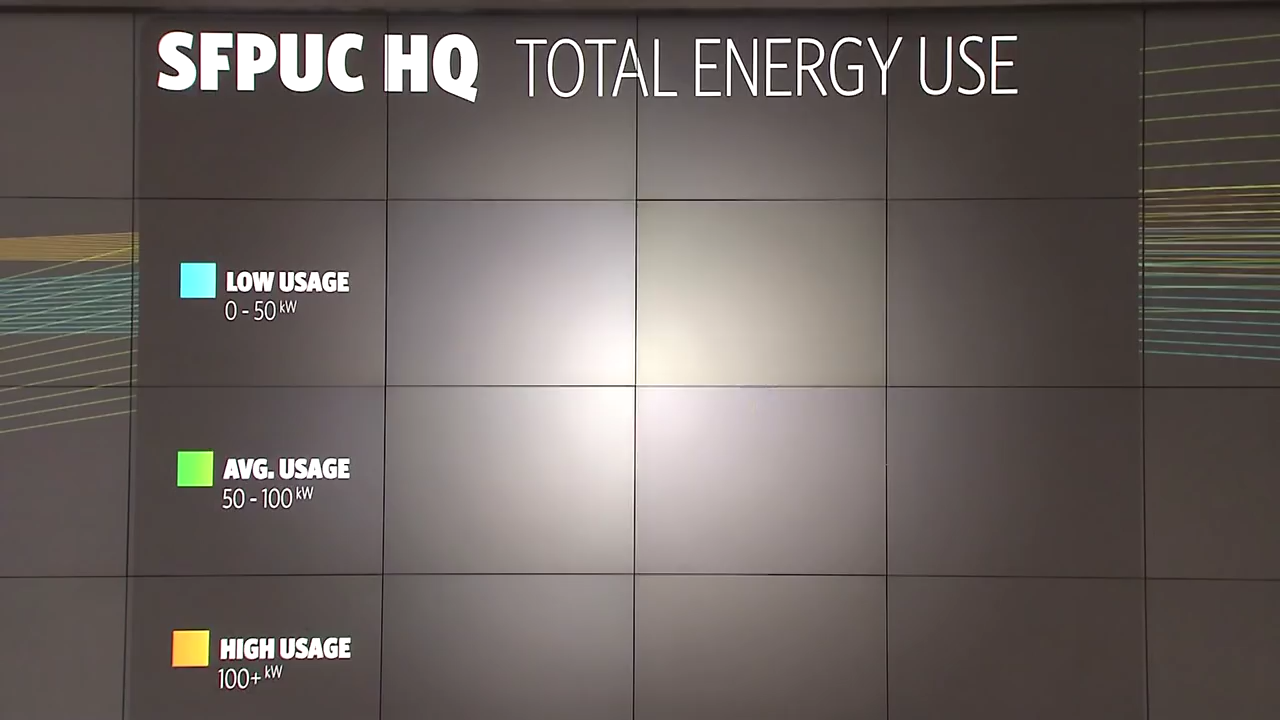 SFPUC HQ TOTAL ENERGY USE
LOW USAGE
0 - 50 kW
AVG. USAGE
50 - 100 kW
HIGH USAGE
100+ kW